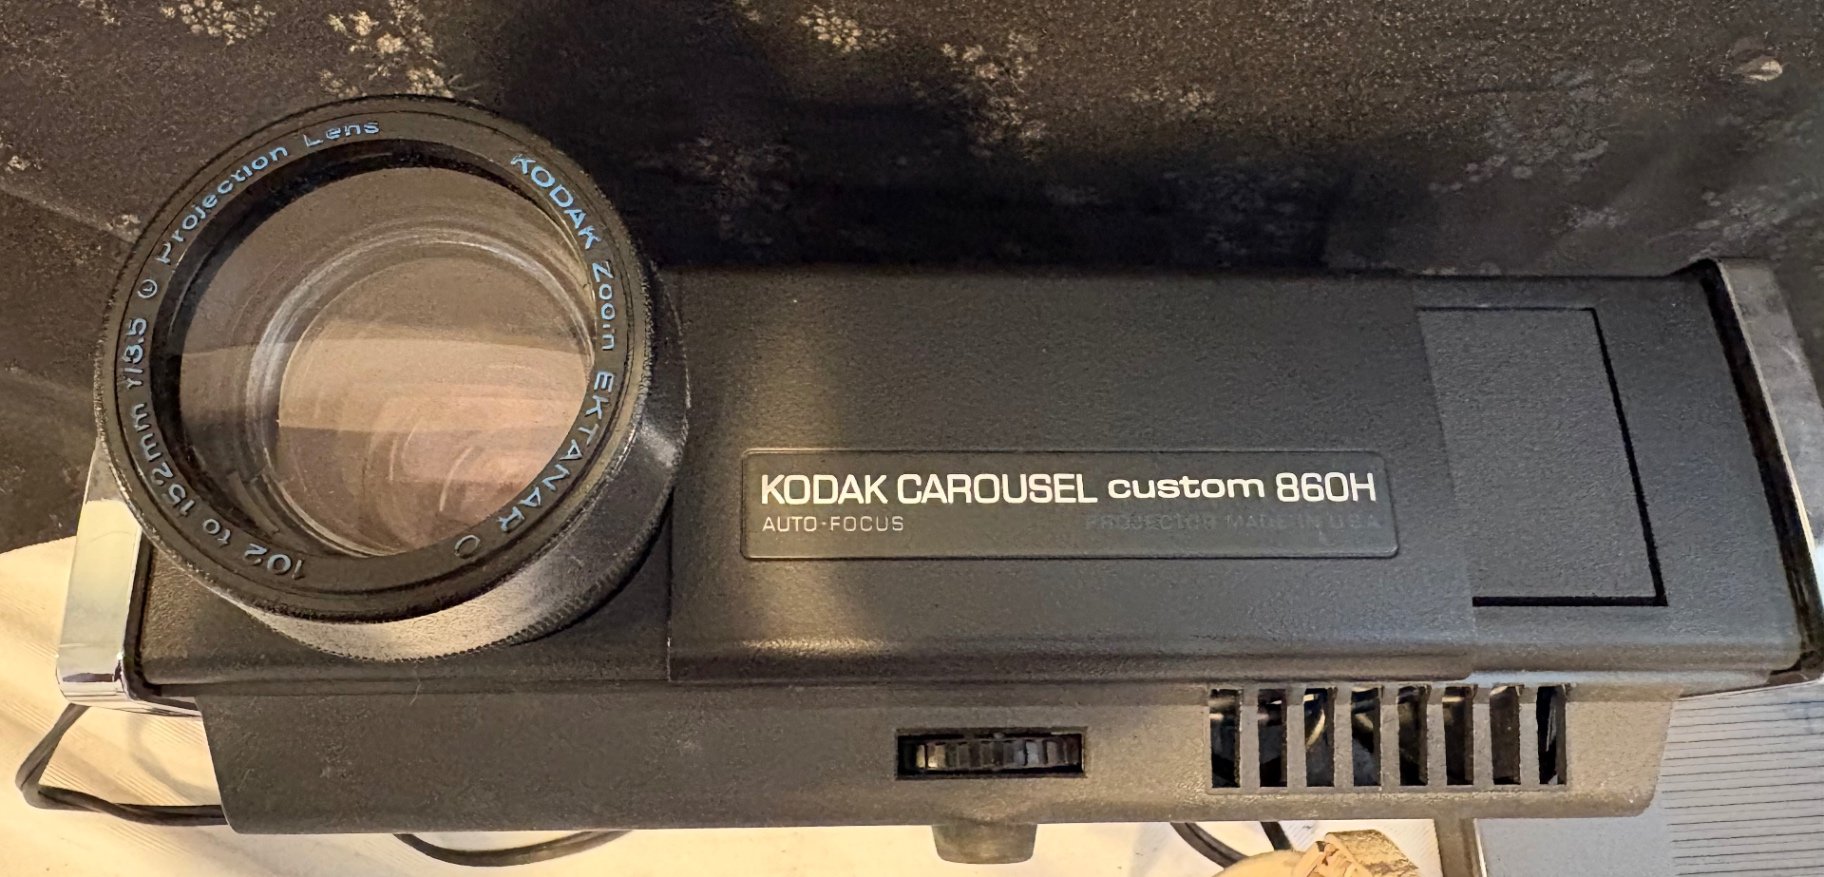 KODAK Zoom EKTANAR C
102 to 152mm f/3.5 Ⓛ Projection Lens
KODAK CAROUSEL custom 860H
AUTO-FOCUS PROJECTOR MADE IN U.S.A.